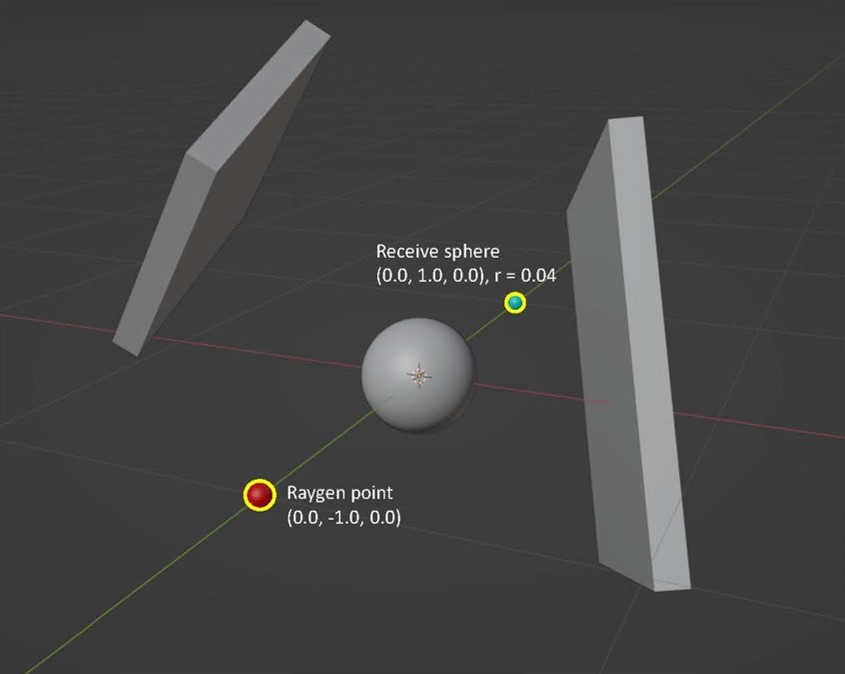 Receive sphere
(0.0, 1.0, 0.0), r = 0.04
Raygen point
(0.0, -1.0, 0.0)